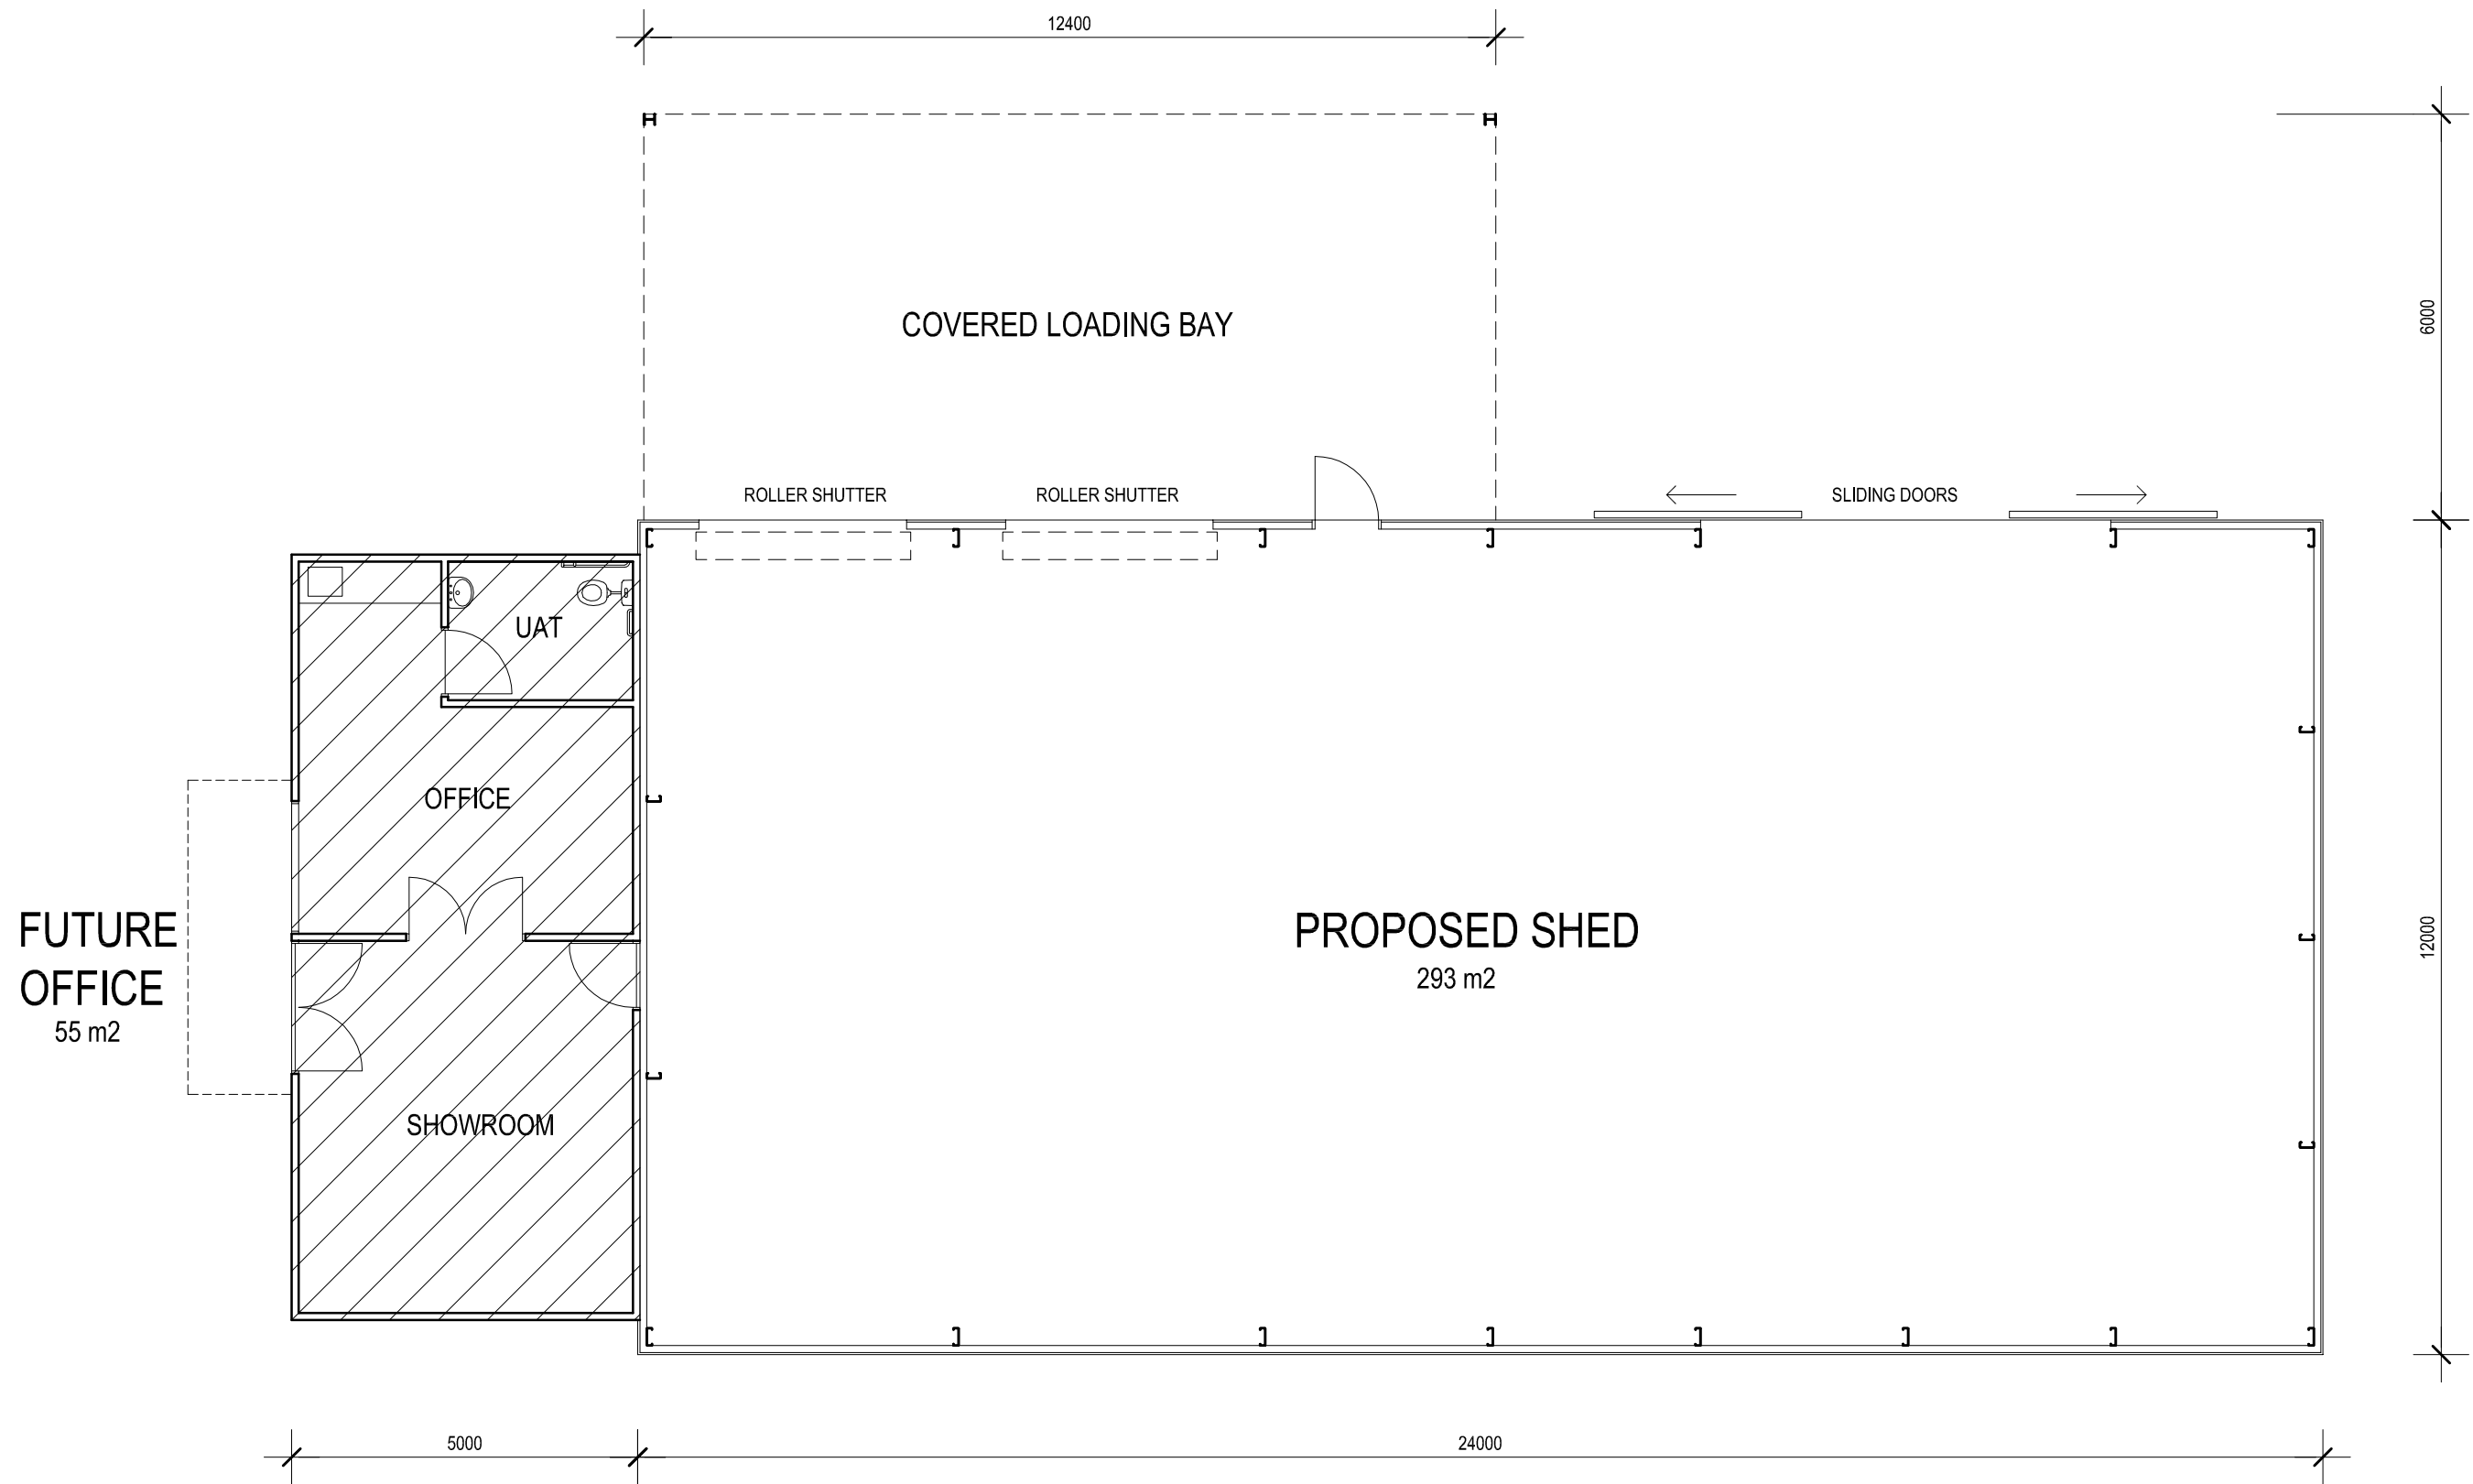 12400
COVERED LOADING BAY
6000
ROLLER SHUTTER
ROLLER SHUTTER
SLIDING DOORS
UAT
OFFICE
FUTURE
OFFICE
55 m2
PROPOSED SHED
293 m2
12000
SHOWROOM
5000
24000